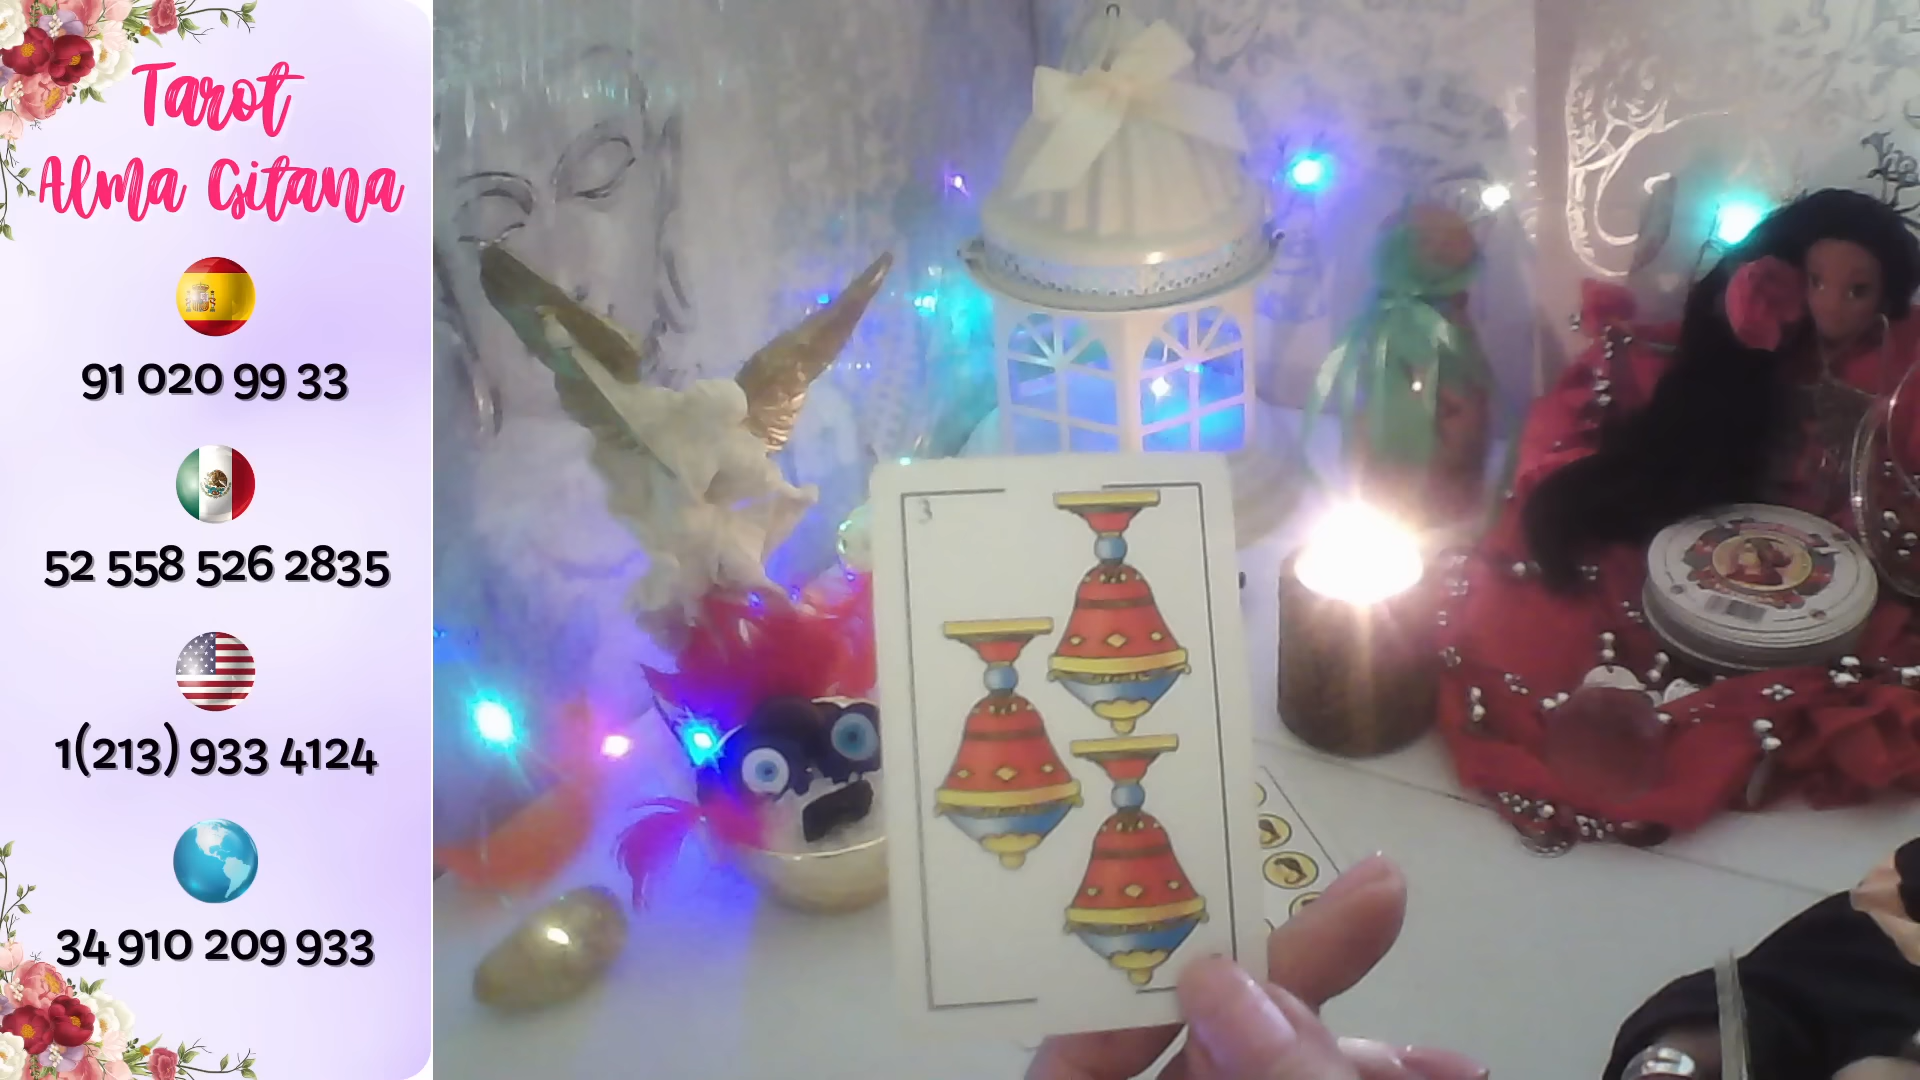 Tarot
Alma Gitana
91 020 99 33
52 558 526 2835
1(213) 933 4124
34 910 209 933
3